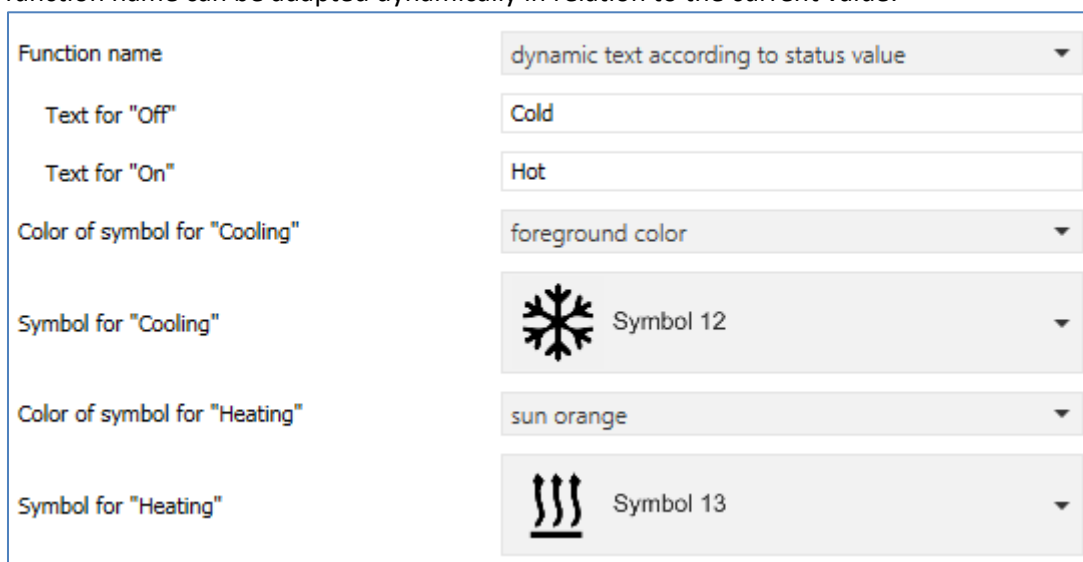 function name can be adapted dynamically in relation to the current value.
Function name dynamic text according to status value
Text for "Off" Cold
Text for "On" Hot
Color of symbol for "Cooling" foreground color
Symbol for "Cooling" Symbol 12
Color of symbol for "Heating" sun orange
Symbol for "Heating" Symbol 13